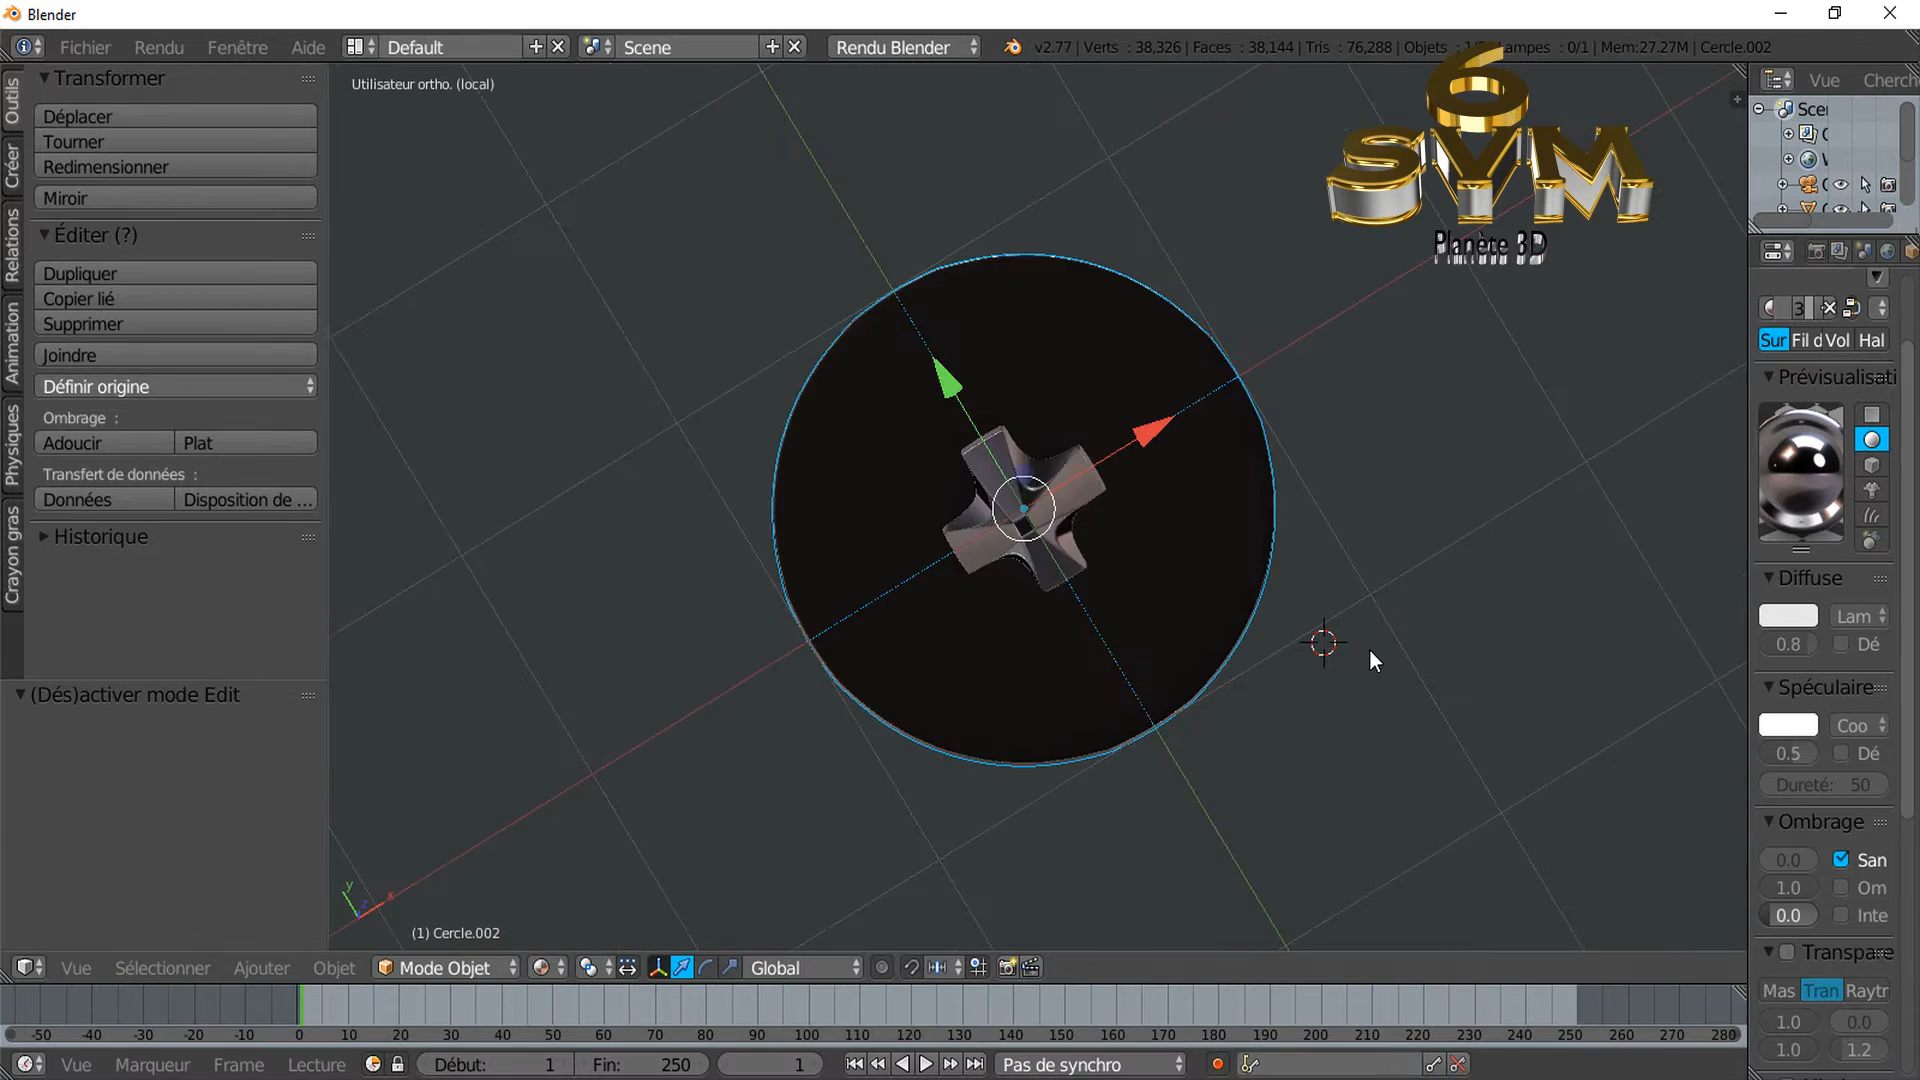 Blender
Fichier Rendu Fenêtre Aide Default Scene Rendu Blender v2.77 | Verts : 38,326 | Faces : 38,144 | Tris : 76,288 | Objets : ampes : 0/1 | Mem:27.27M | Cercle.002
Outils
Créer
Relations
Animation
Physiques
Crayon gras
Transformer
Déplacer
Tourner
Redimensionner
Miroir
Éditer (?)
Dupliquer
Copier lié
Supprimer
Joindre
Définir origine
Ombrage :
Adoucir Plat
Transfert de données :
Données Disposition de ...
Historique
(Dés)activer mode Edit
Utilisateur ortho. (local)
6
SYM
Planète 3D
y
z
x
(1) Cercle.002
Vue Cherch
Scer
3
Sur Fil d Vol Hal
Prévisualisati
Diffuse
Lam
0.8 Dé
Spéculaire
Coo
0.5 Dé
Dureté: 50
Ombrage
0.0 San
1.0 Om
0.0 Inte
Transpare
Mas Tran Raytr
1.0 0.0
1.0 1.2
Vue Sélectionner Ajouter Objet Mode Objet Global
-50 -40 -30 -20 -10 0 10 20 30 40 50 60 70 80 90 100 110 120 130 140 150 160 170 180 190 200 210 220 230 240 250 260 270 280
Vue Marqueur Frame Lecture Début: 1 Fin: 250 1 Pas de synchro